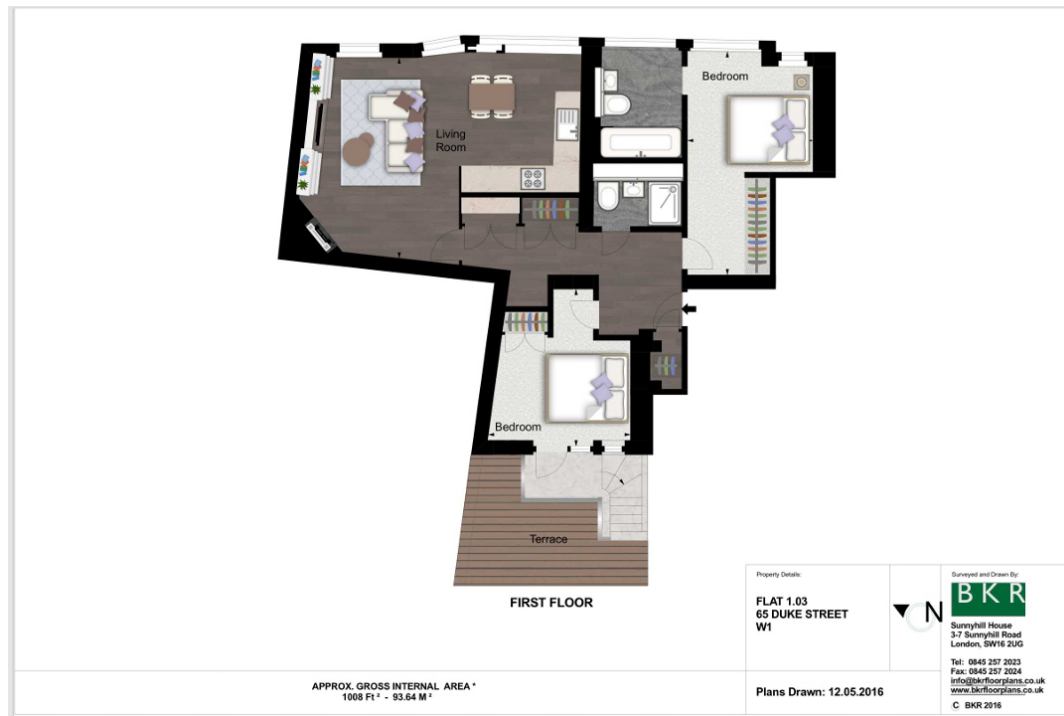 Bedroom
Living
Room
Bedroom
Terrace
FIRST FLOOR
Property Details:
FLAT 1.03
65 DUKE STREET
W1
N
Surveyed and Drawn By:
BKR
Sunnyhill House
3-7 Sunnyhill Road
London, SW16 2UG
Tel: 0845 257 2023
Fax: 0845 257 2024
info@bkrfloorplans.co.uk
www.bkrfloorplans.co.uk
C BKR 2016
APPROX. GROSS INTERNAL AREA *
1008 Ft² - 93.64 M²
Plans Drawn: 12.05.2016